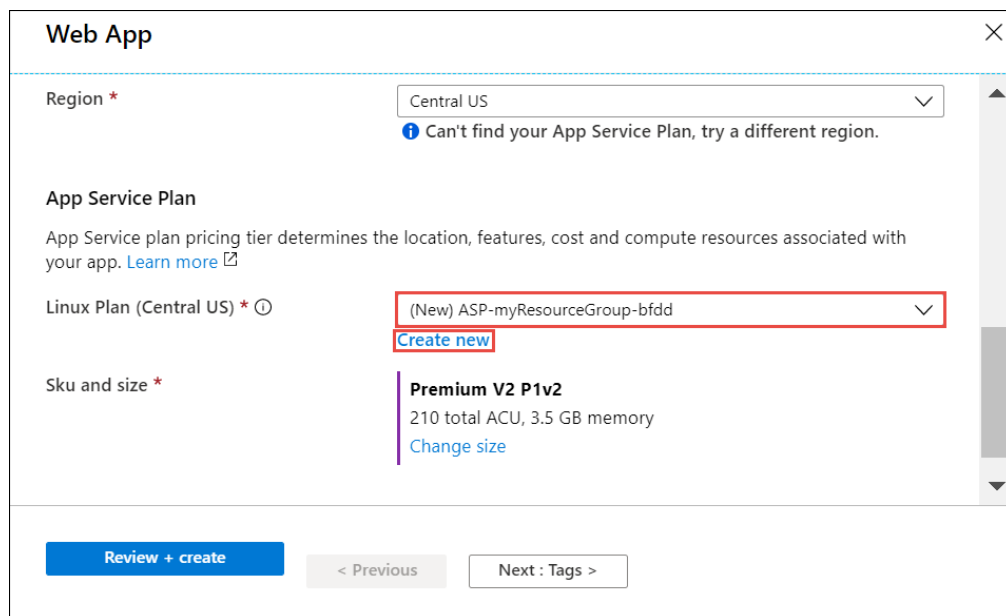 Web App
Region *
Central US
Can't find your App Service Plan, try a different region.
App Service Plan
App Service plan pricing tier determines the location, features, cost and compute resources associated with
your app. Learn more
Linux Plan (Central US) *
(New) ASP-myResourceGroup-bfdd
Create new
Sku and size *
Premium V2 P1v2
210 total ACU, 3.5 GB memory
Change size
Review + create
< Previous
Next : Tags >